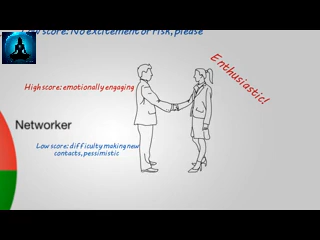 Low score: No excitement or risk, please
Enthusiastic!
High score: emotionally engaging
Networker
Low score: difficulty making new
contacts, pessimistic